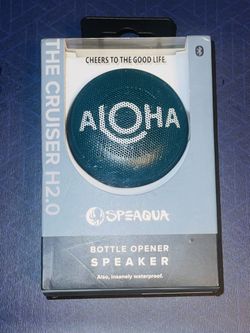 CHEERS TO THE GOOD LIFE.
THE CRUISER H2.0
ALOHA
SPEAQUA
BOTTLE OPENER
SPEAKER
Also, insanely waterproof.